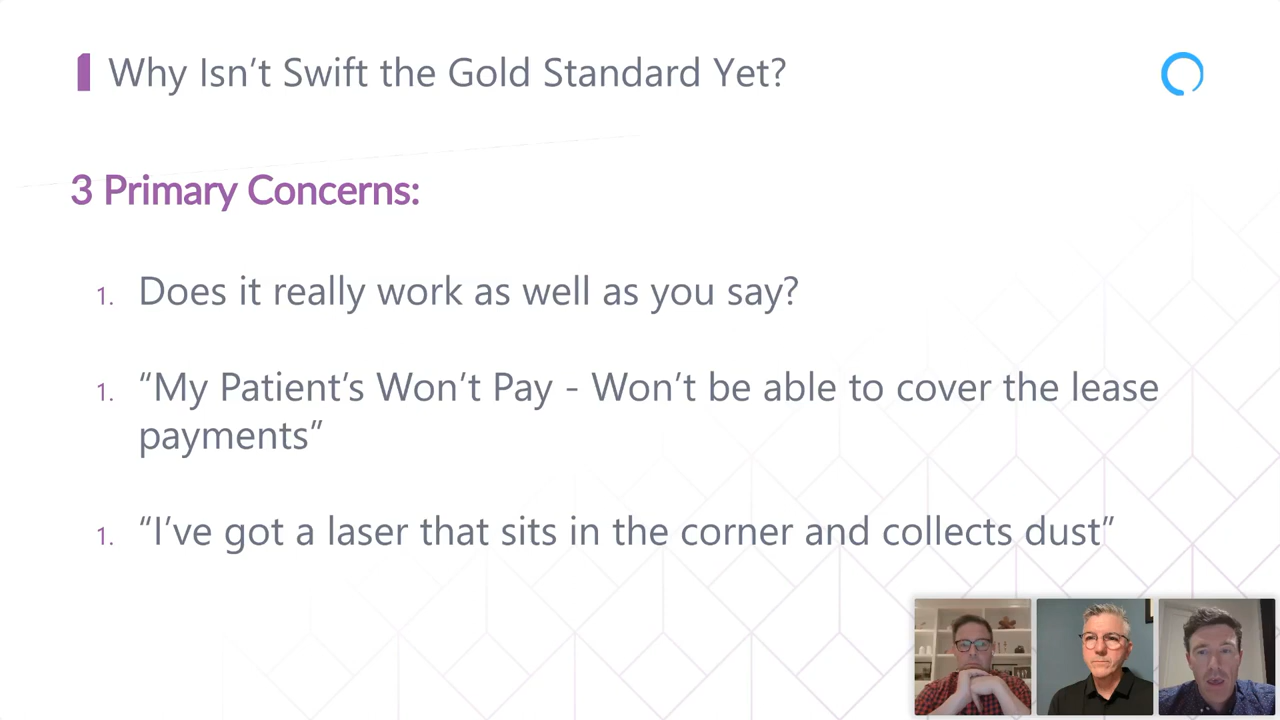 Why Isn’t Swift the Gold Standard Yet?
3 Primary Concerns:
1. Does it really work as well as you say?
1. “My Patient’s Won’t Pay - Won’t be able to cover the lease
payments”
1. “I’ve got a laser that sits in the corner and collects dust”